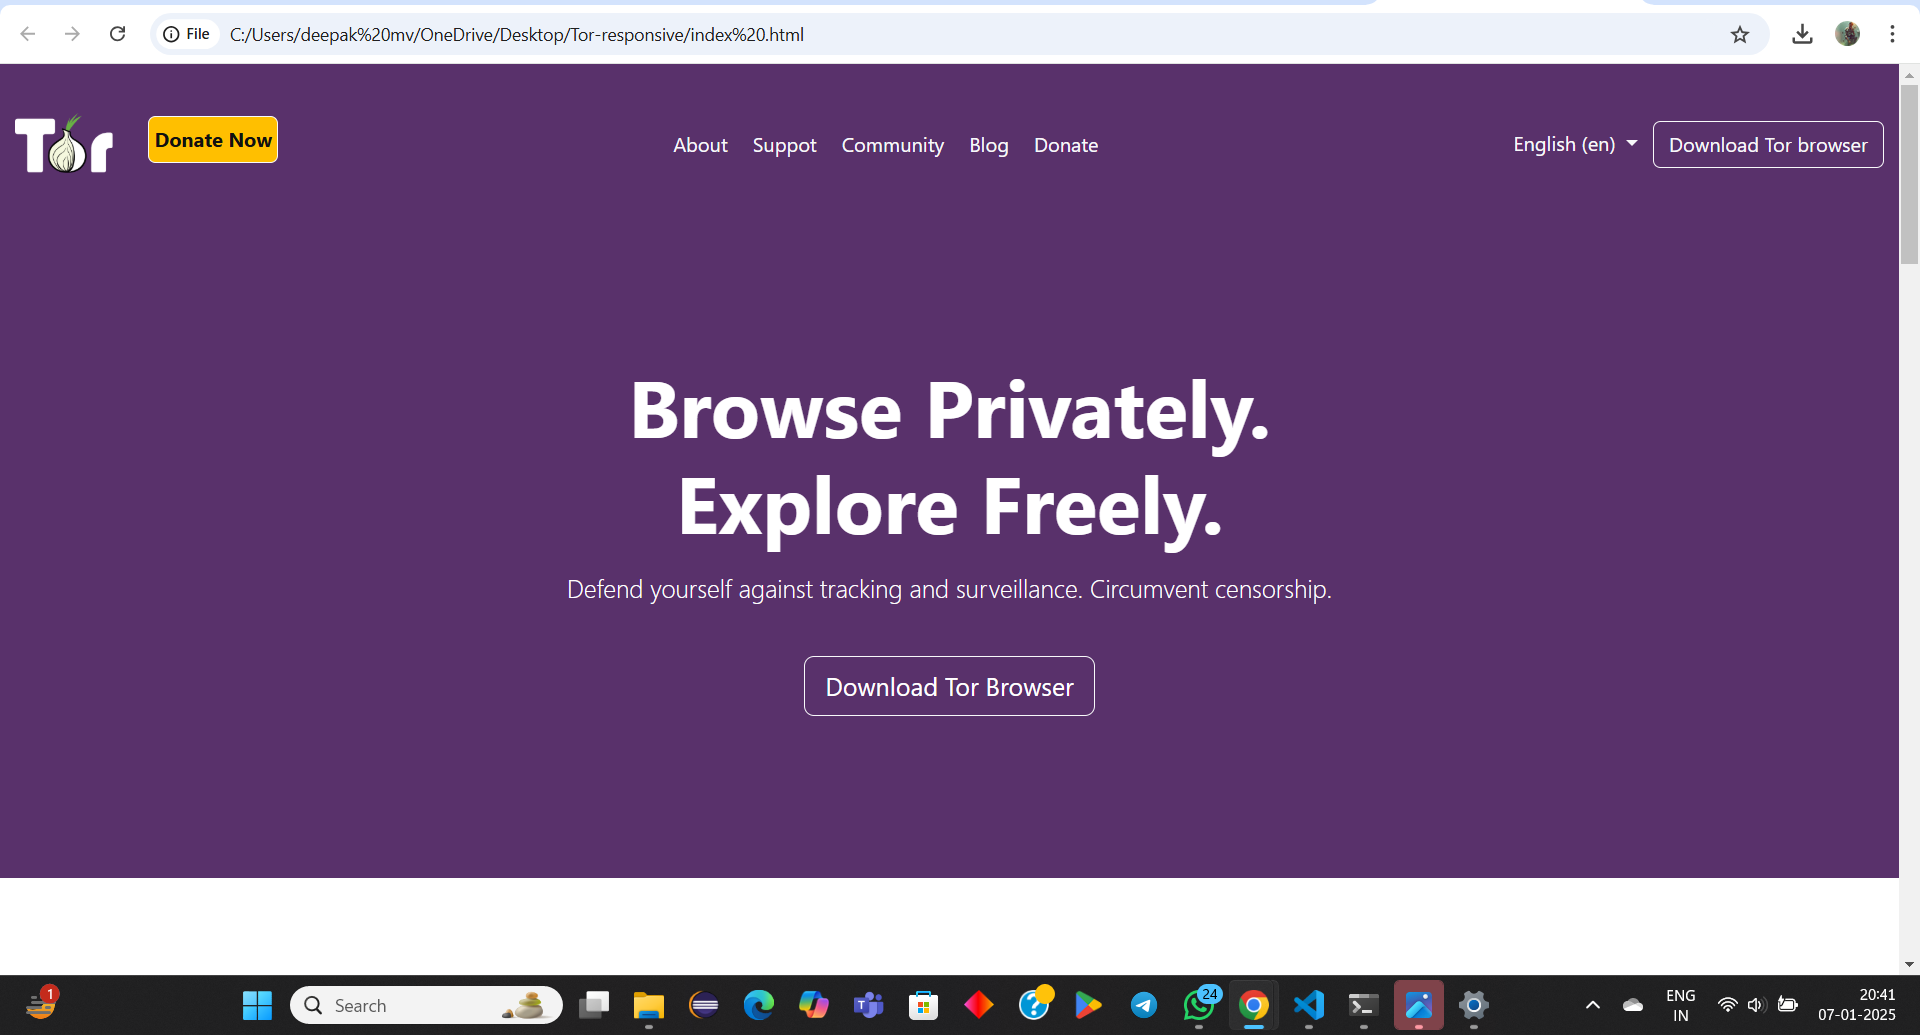 File C:/Users/deepak%20mv/OneDrive/Desktop/Tor-responsive/index%20.html
Tor Donate Now About Suppot Community Blog Donate English (en) Download Tor browser
Browse Privately.
Explore Freely.
Defend yourself against tracking and surveillance. Circumvent censorship.
Download Tor Browser
1 Search 24 ENG 20:41
IN 07-01-2025